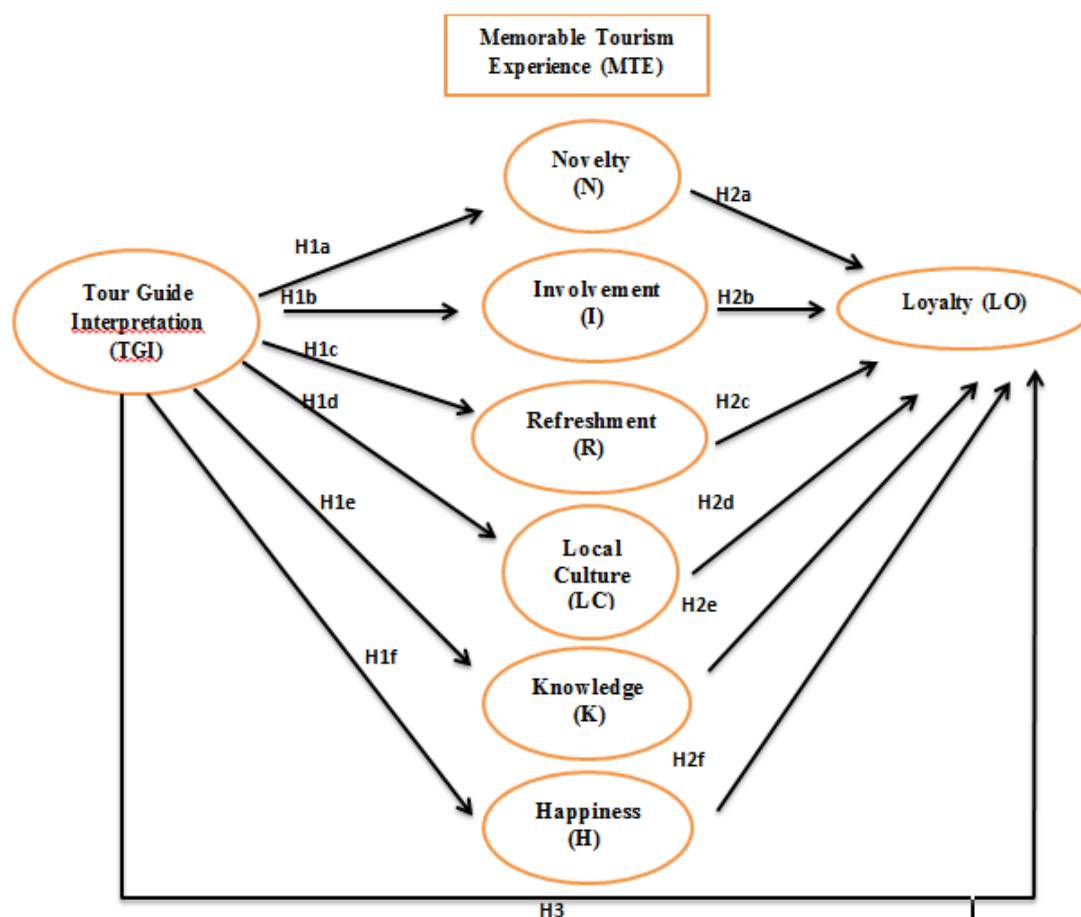 Memorable Tourism
Experience (MTE)
Novelty
(N)
H2a
H1a
Tour Guide
Interpretation
(TGI)
H1b
Involvement
(I)
H2b
Loyalty (LO)
H1c
H1d
Refreshment
(R)
H2c
H1e
H2d
Local
Culture
(LC)
H2e
H1f
Knowledge
(K)
H2f
Happiness
(H)
H3